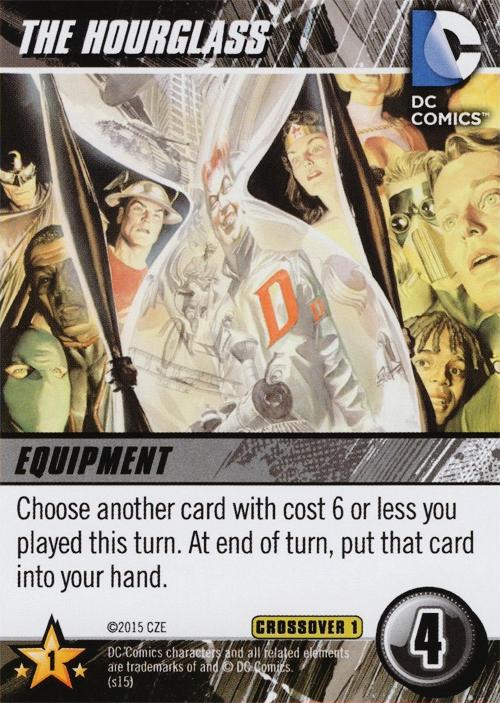 THE HOURGLASS
DC COMICS™
D D
EQUIPMENT
Choose another card with cost 6 or less you
played this turn. At end of turn, put that card
into your hand.
©2015 CZE
CROSSOVER 1
1
DC Comics characters and all related elements
are trademarks of and © DC Comics.
(s15)
4